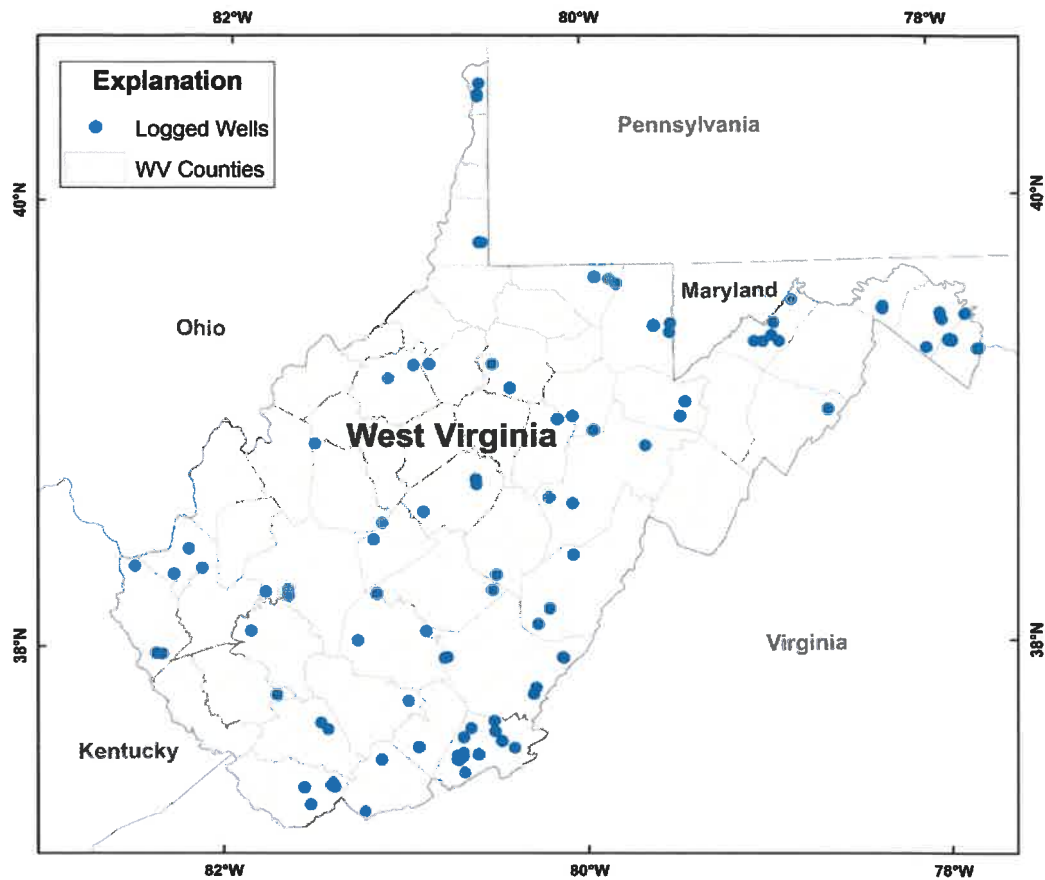 82°W 80°W 78°W
Explanation
Logged Wells
WV Counties
Pennsylvania
40°N 40°N
Maryland
Ohio
West Virginia
38°N 38°N
Virginia
Kentucky
82°W 80°W 78°W